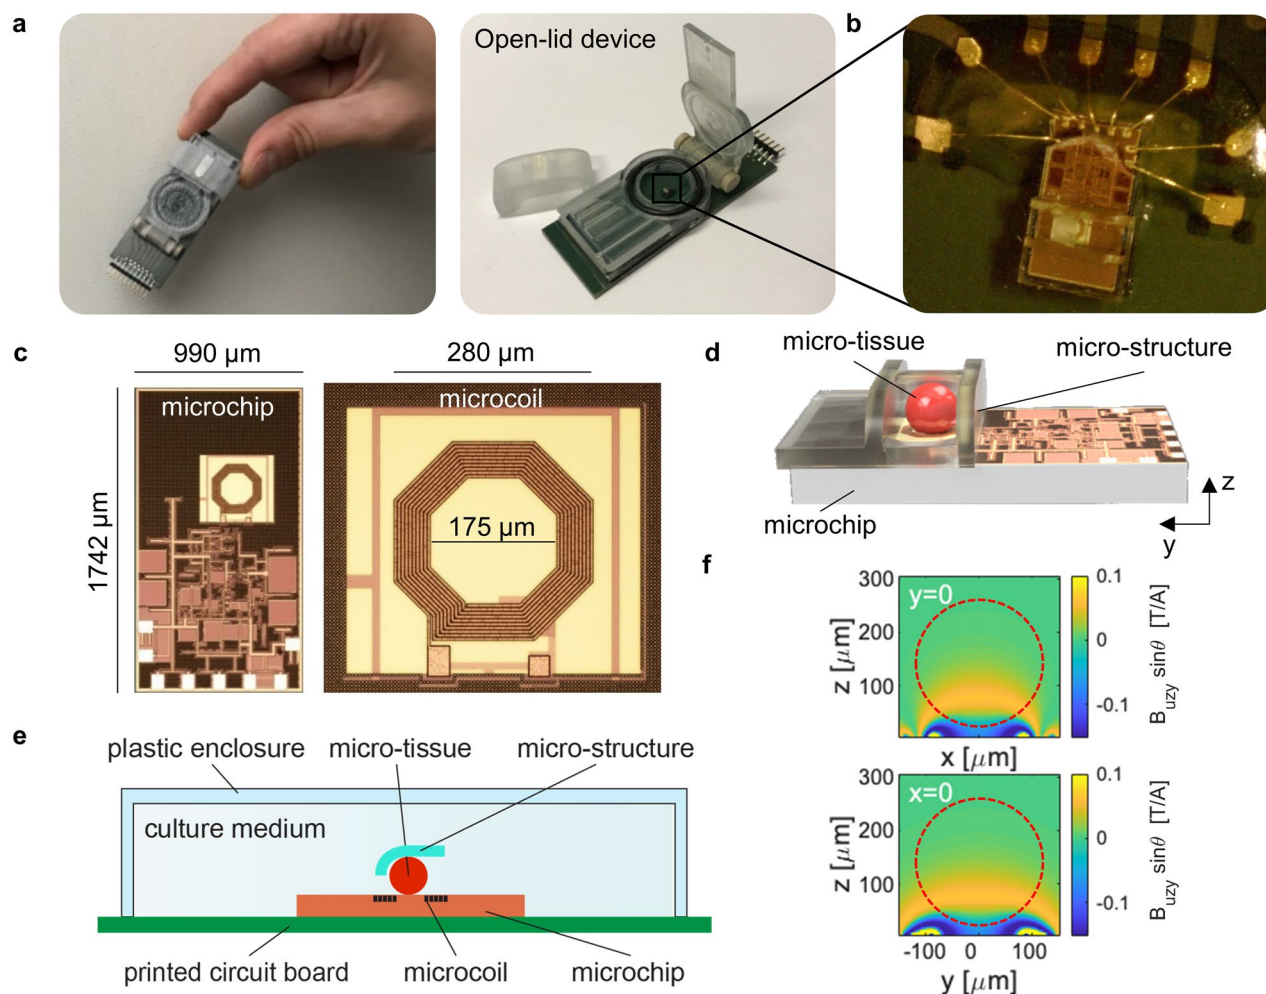 a
Open-lid device
b
c
990 µm
280 µm
1742 µm
microchip
microcoil
175 µm
d
micro-tissue
micro-structure
microchip
z
y
e
plastic enclosure
micro-tissue
micro-structure
culture medium
printed circuit board
microcoil
microchip
f
y=0
300
200
100
z [µm]
x [µm]
0.1
0
-0.1
B_uzy sinθ [T/A]
x=0
300
200
100
z [µm]
-100 0 100
y [µm]
0.1
0
-0.1
B_uzy sinθ [T/A]